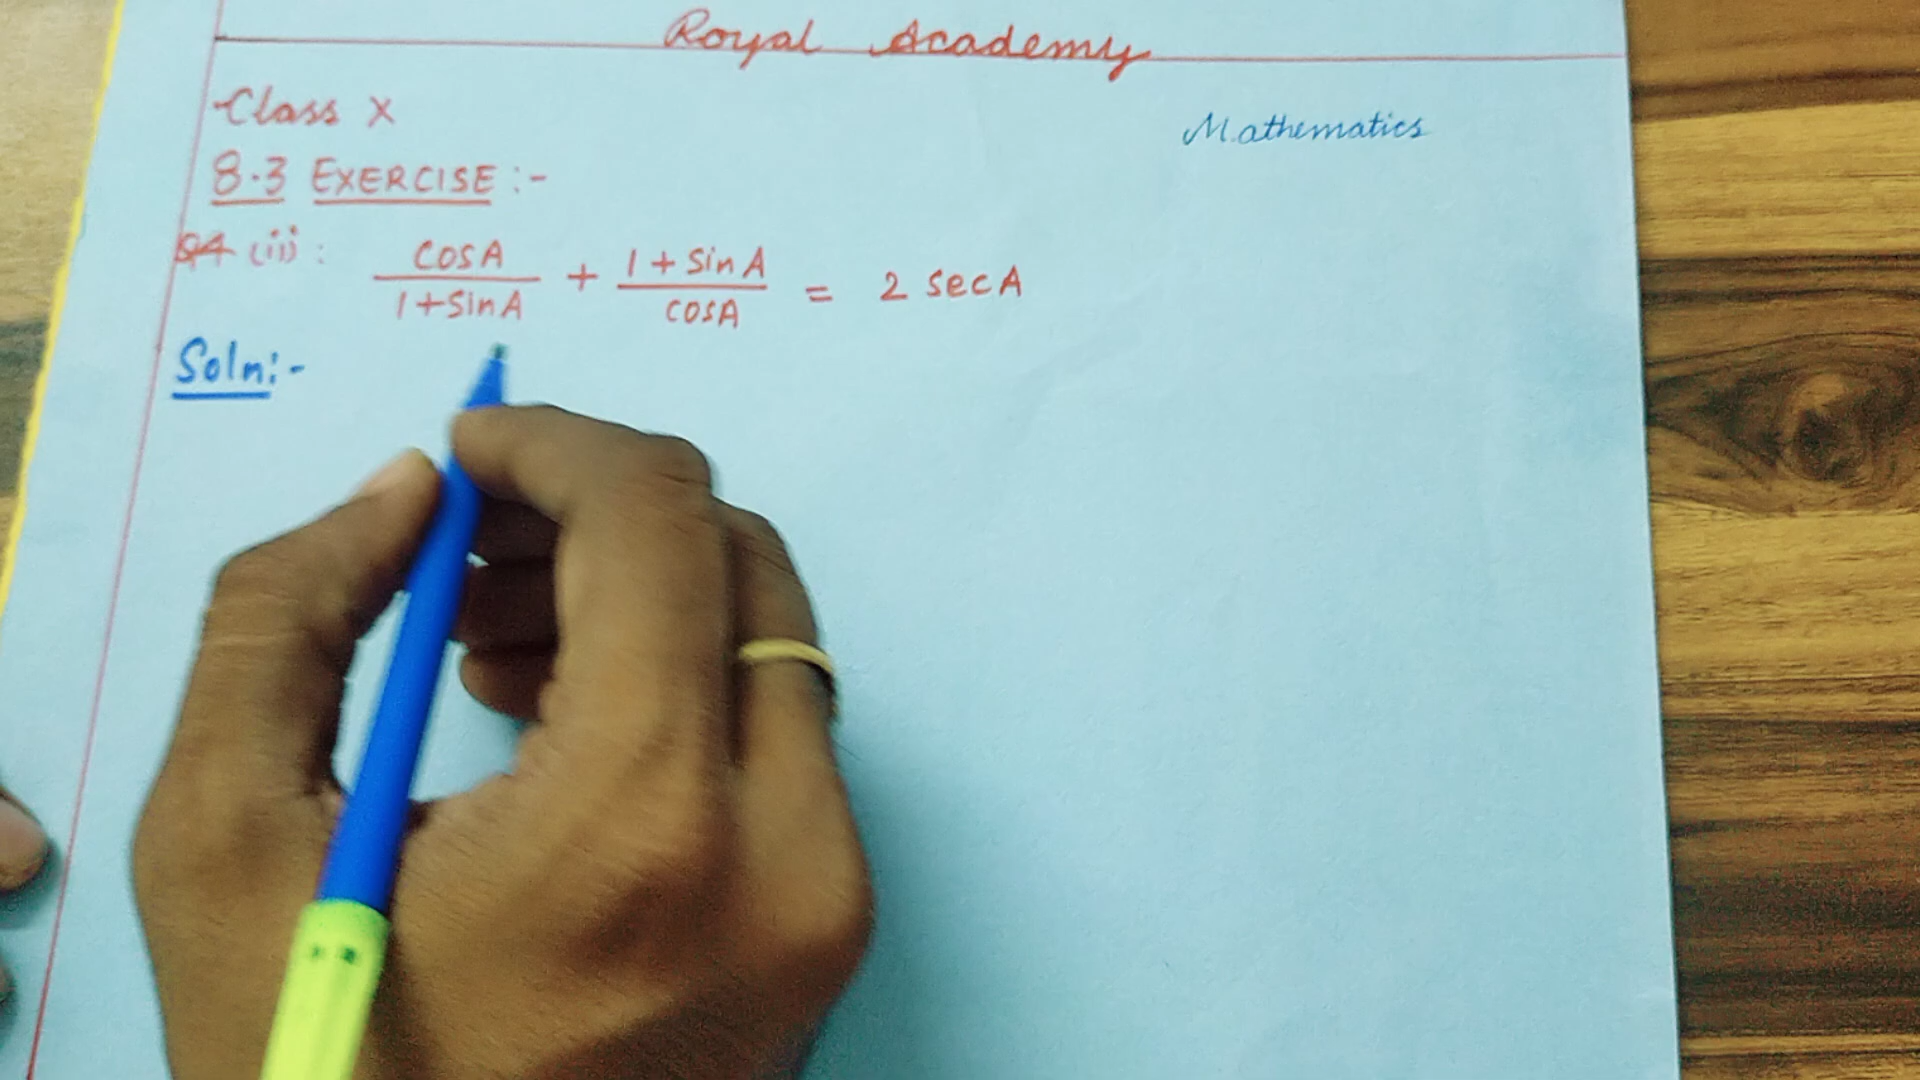 Royal Academy
Class X
Mathematics
8.3 EXERCISE :-
Q4 (ii) : cosA/1+sinA + 1+sinA/cosA = 2 secA
Soln:-